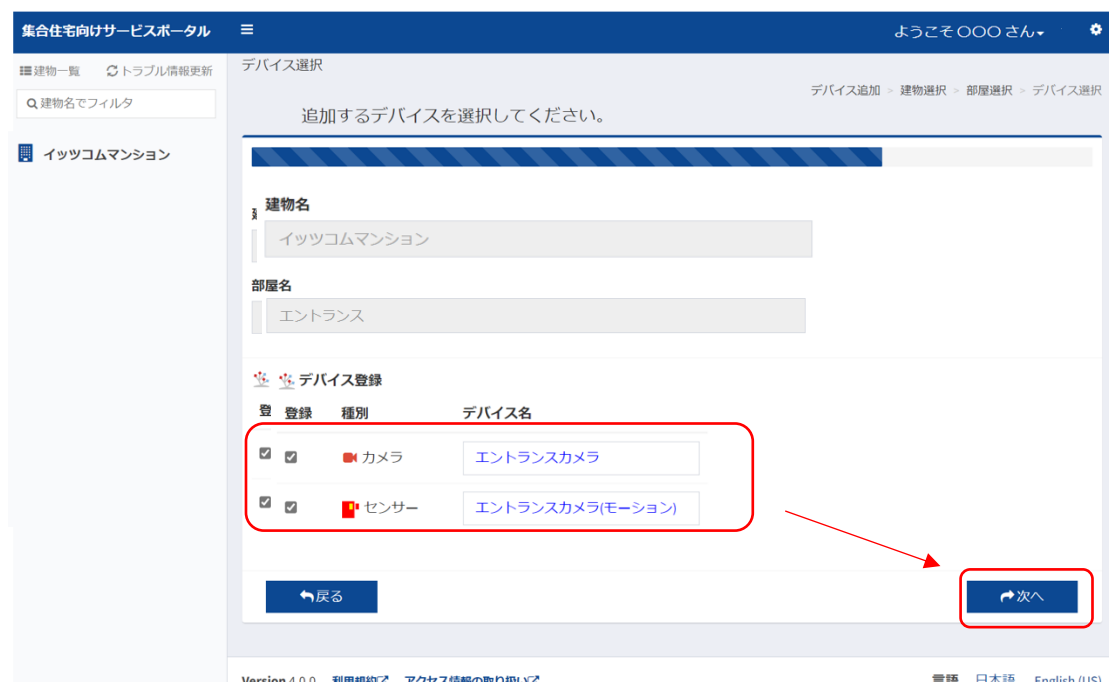 集合住宅向けサービスポータル
ようこそ〇〇〇さん
建物一覧 トラブル情報更新
デバイス選択
建物名でフィルタ
デバイス追加 > 建物選択 > 部屋選択 > デバイス選択
追加するデバイスを選択してください。
イッツコムマンション
建物名
イッツコムマンション
部屋名
エントランス
デバイス登録
登 登録 種別 デバイス名
カメラ エントランスカメラ
センサー エントランスカメラ(モーション)
戻る 次へ
Version 4.0.0 利用規約 アクセス情報の取り扱い 言語 日本語 English (US)